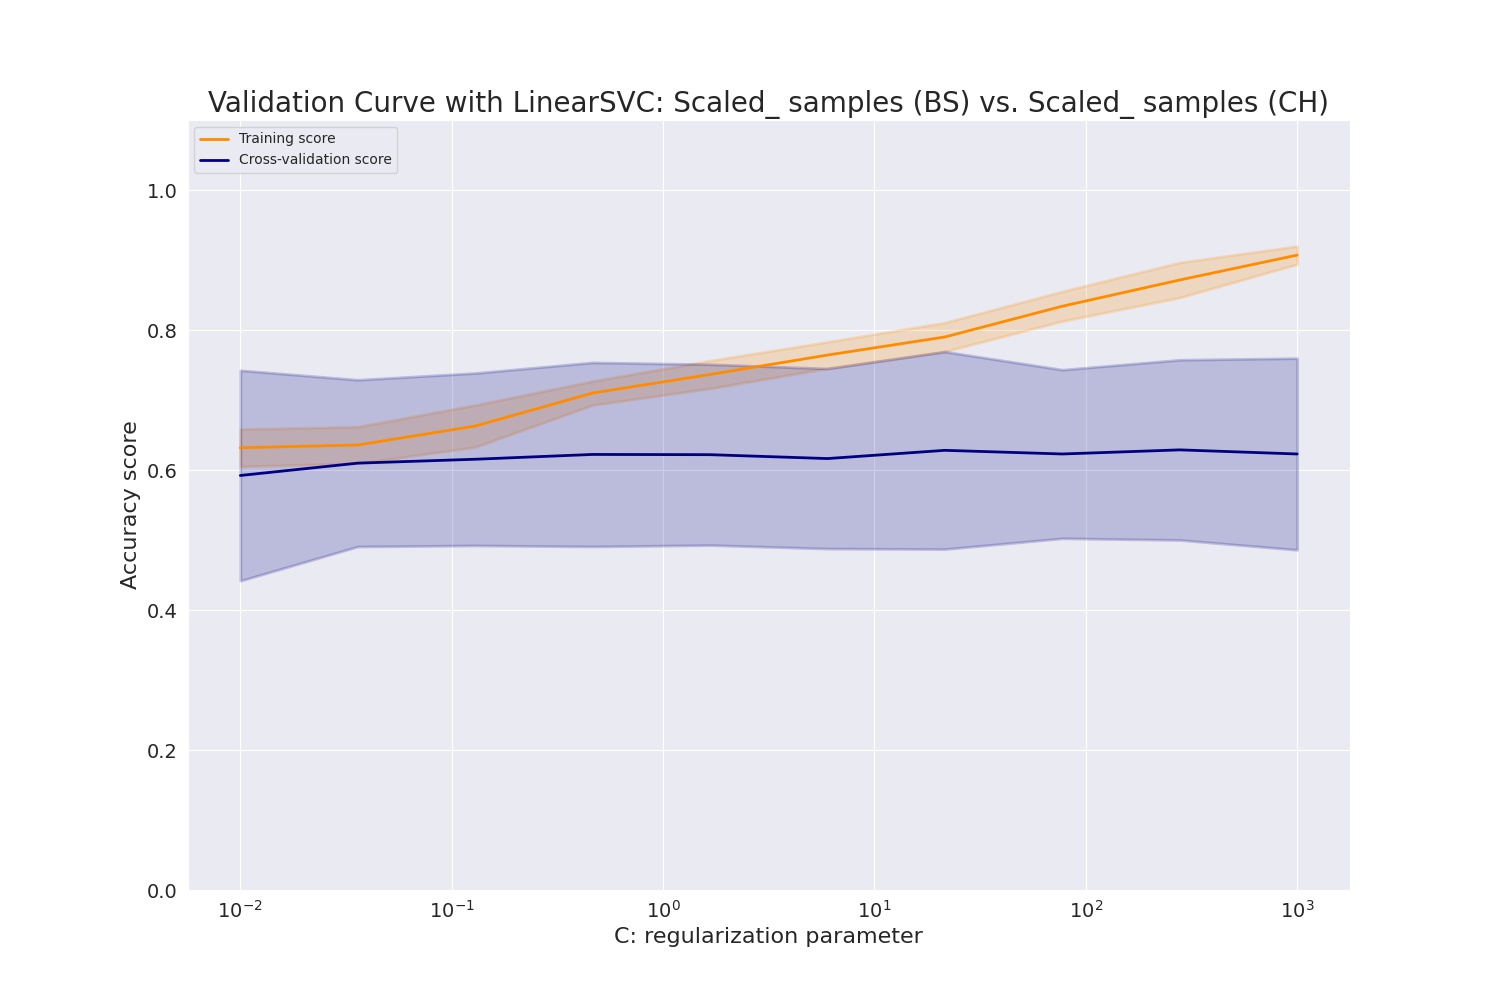 Validation Curve with LinearSVC: Scaled_ samples (BS) vs. Scaled_ samples (CH)
Training score
Cross-validation score
1.0
0.8
0.6
0.4
0.2
0.0
Accuracy score
10⁻² 10⁻¹ 10⁰ 10¹ 10² 10³
C: regularization parameter